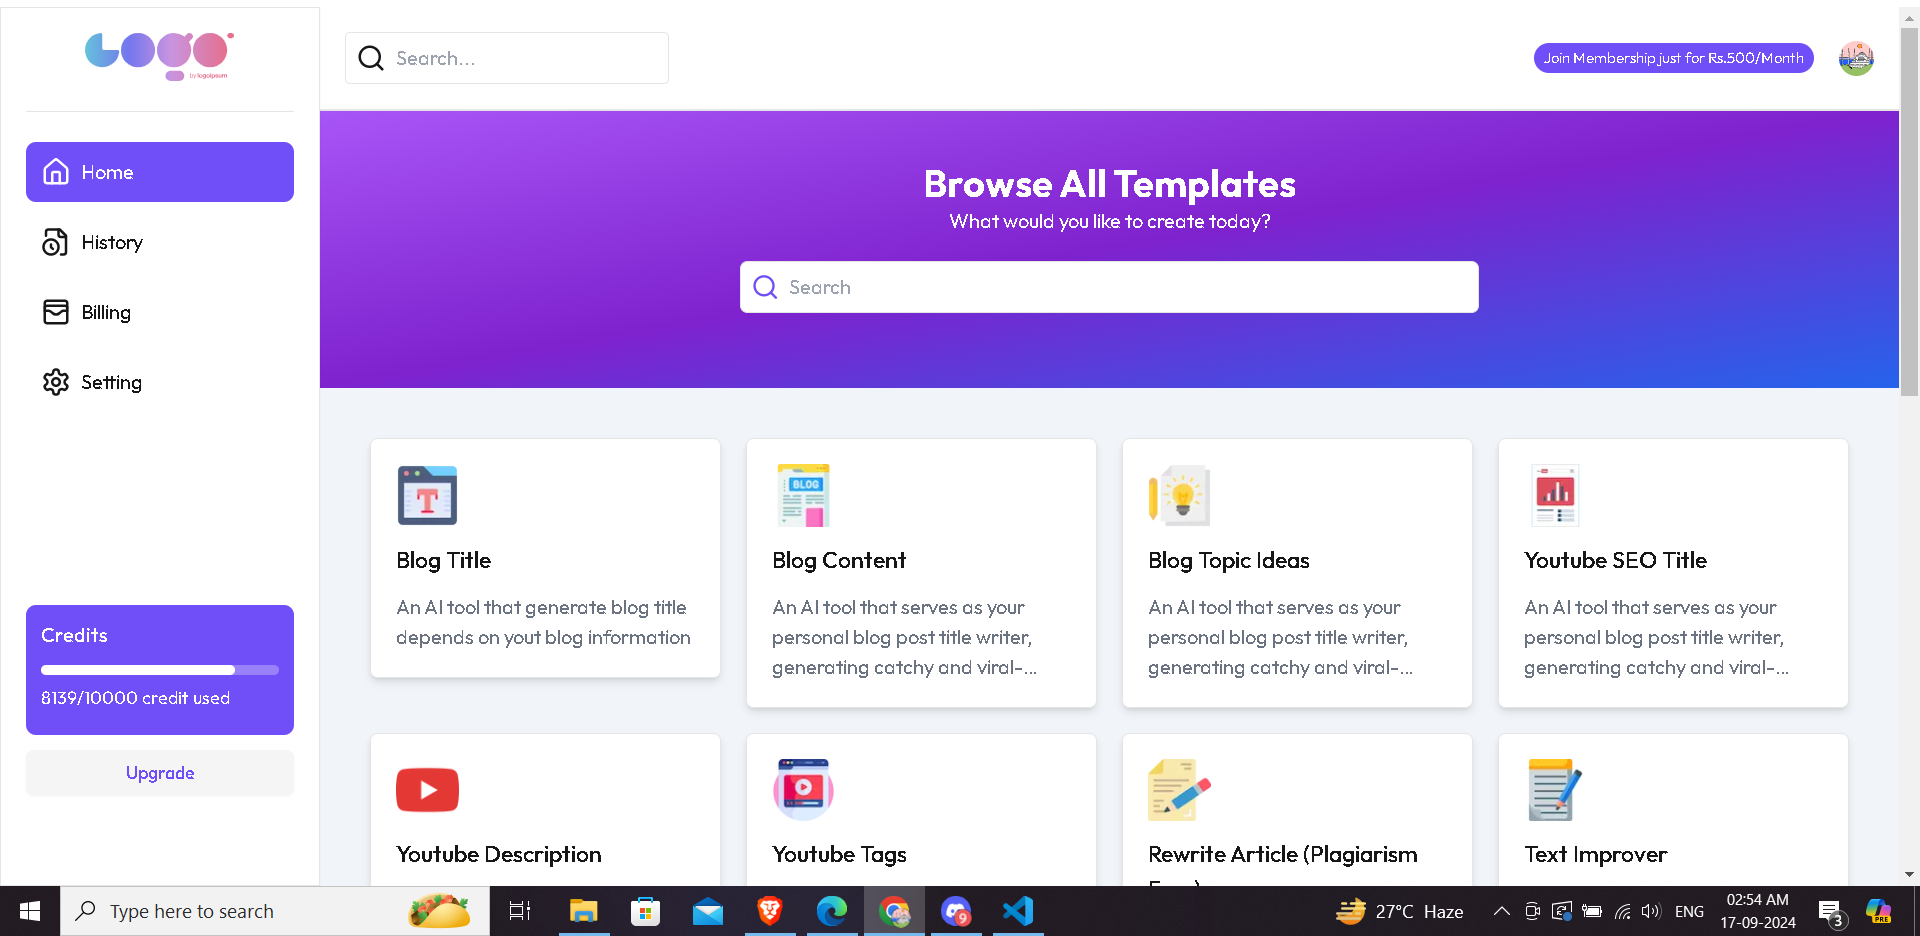 Logo
by logoipsum
Search...
Join Membership just for Rs.500/Month
Home
History
Billing
Setting
Credits
8139/10000 credit used
Upgrade
Browse All Templates
What would you like to create today?
Search
Blog Title
An AI tool that generate blog title
depends on yout blog information
BLOG
Blog Content
An AI tool that serves as your
personal blog post title writer,
generating catchy and viral-...
Blog Topic Ideas
An AI tool that serves as your
personal blog post title writer,
generating catchy and viral-...
Youtube SEO Title
An AI tool that serves as your
personal blog post title writer,
generating catchy and viral-...
Youtube Description
Youtube Tags
Rewrite Article (Plagiarism
Text Improver
Type here to search
9
27°C Haze
ENG
02:54 AM
17-09-2024
3
PRE